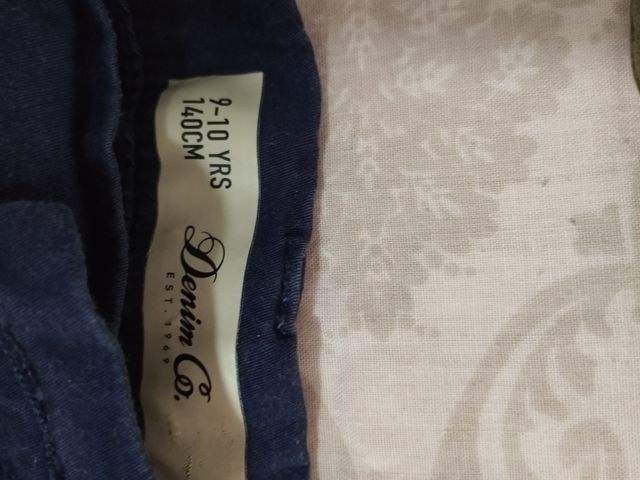 9-10 YRS
140CM
Denim Co.
EST. 1969